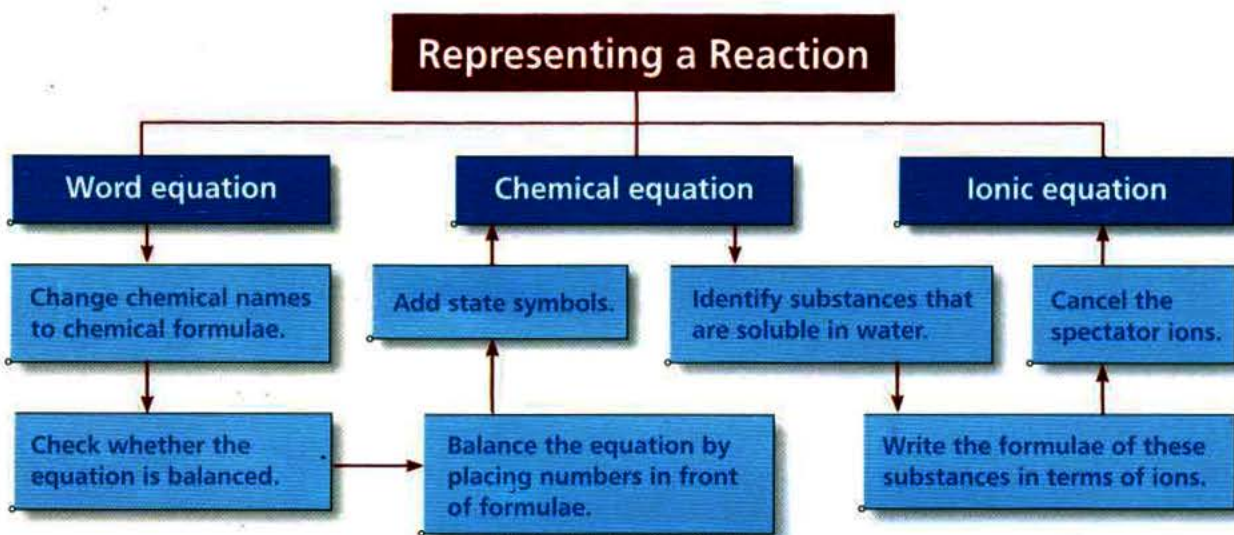 Representing a Reaction
Word equation
Chemical equation
Ionic equation
Change chemical names
to chemical formulae.
Add state symbols.
Identify substances that
are soluble in water.
Cancel the
spectator ions.
Check whether the
equation is balanced.
Balance the equation by
placing numbers in front
of formulae.
Write the formulae of these
substances in terms of ions.